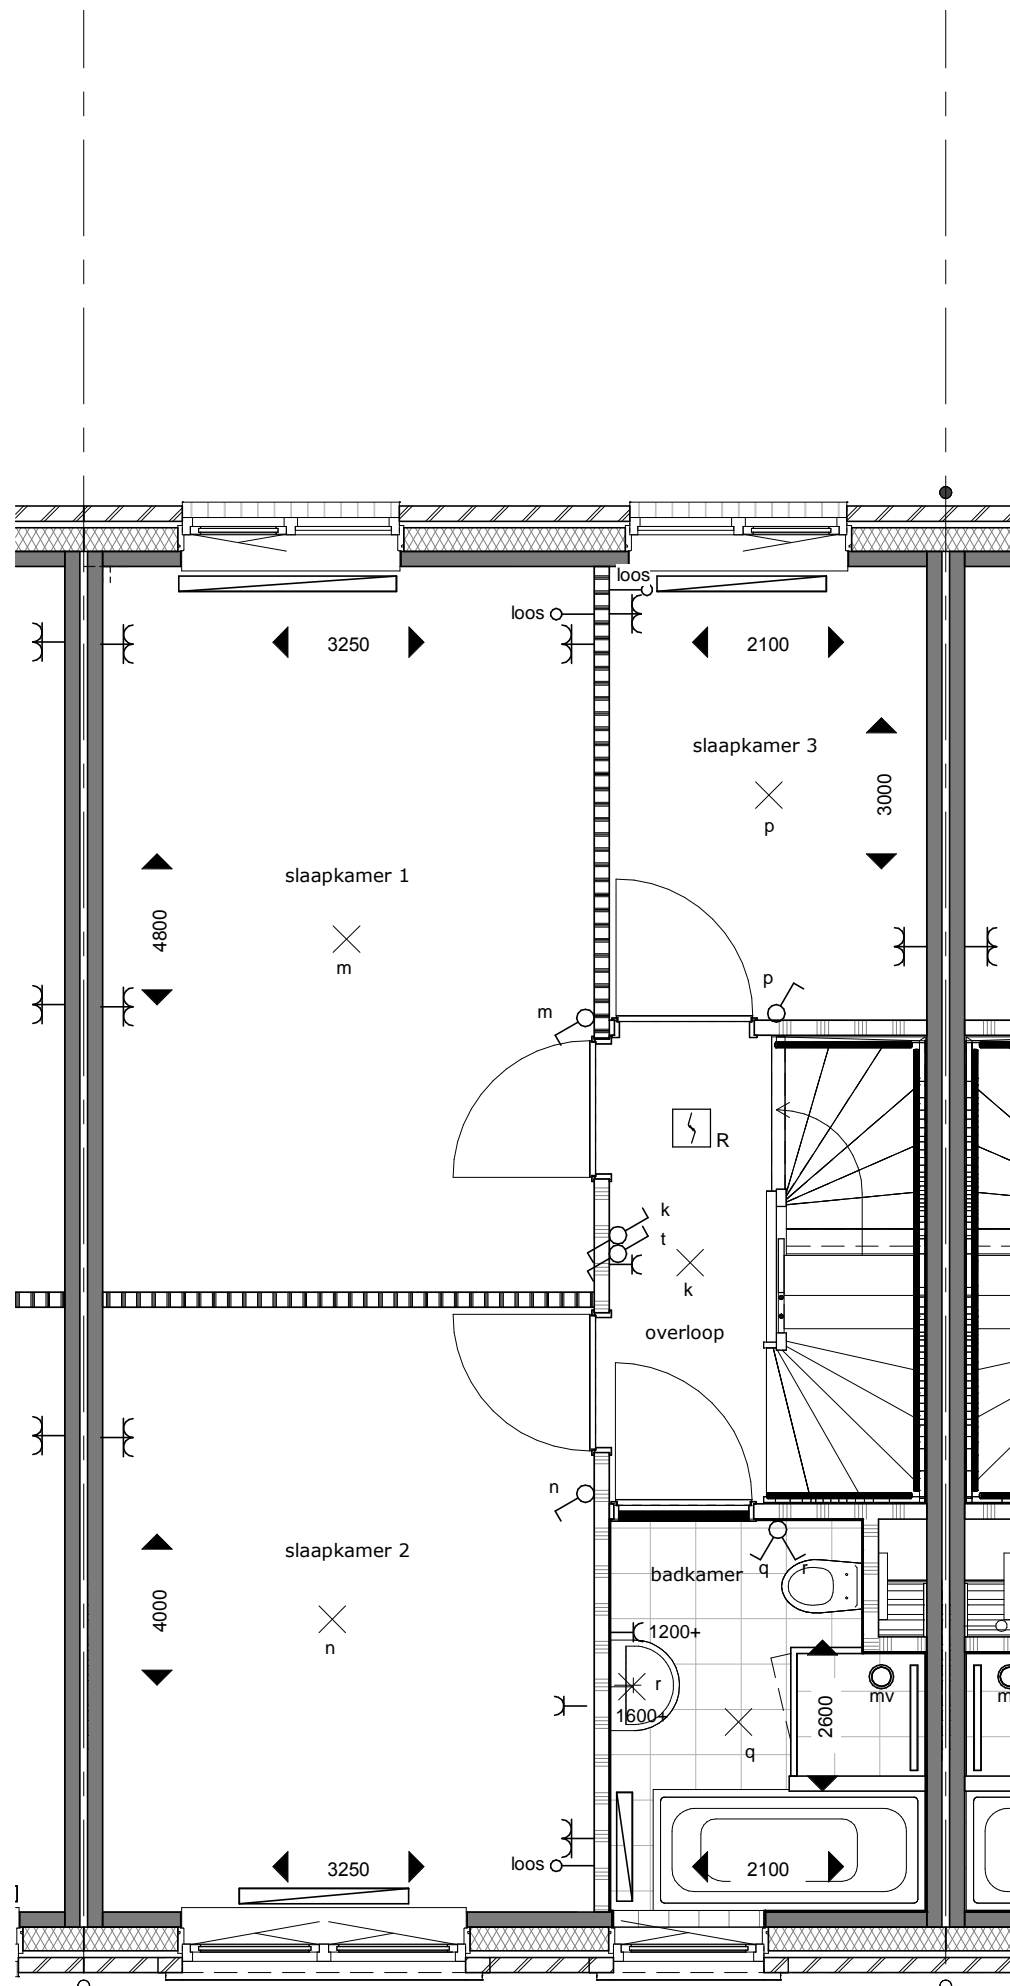 loos
loos
3250
2100
slaapkamer 3
3000
p
slaapkamer 1
4800
m
p
m
R
k
t
k
overloop
n
slaapkamer 2
badkamer
q
r
4000
n
1200+
r
mv
m
1600+
2600
q
3250
2100
loos